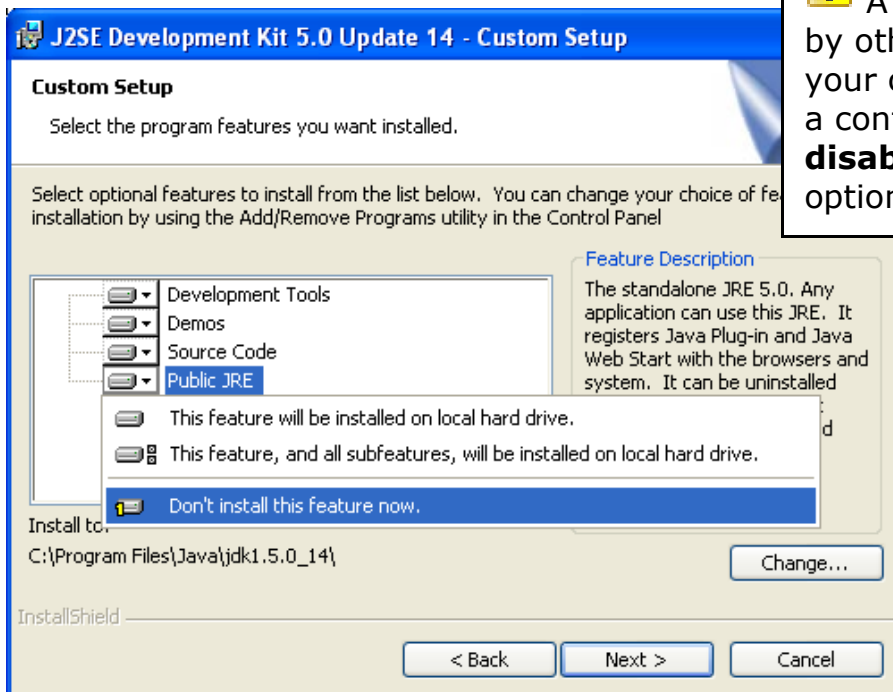 J2SE Development Kit 5.0 Update 14 - Custom Setup
A
by oth
your
a con
disab
option
Custom Setup
Select the program features you want installed.
Select optional features to install from the list below. You can change your choice of fe
installation by using the Add/Remove Programs utility in the Control Panel
Development Tools
Demos
Source Code
Public JRE
This feature will be installed on local hard drive.
This feature, and all subfeatures, will be installed on local hard drive.
Don't install this feature now.
Feature Description
The standalone JRE 5.0. Any
application can use this JRE. It
registers Java Plug-in and Java
Web Start with the browsers and
system. It can be uninstalled
d
Install to:
C:\Program Files\Java\jdk1.5.0_14\
Change...
InstallShield
< Back
Next >
Cancel